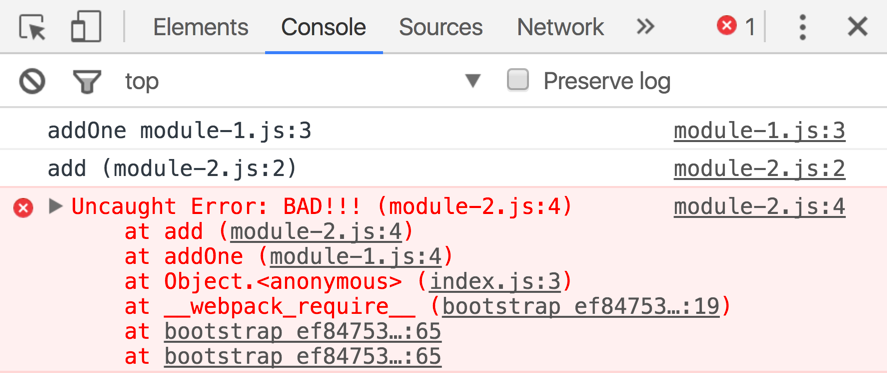 Elements Console Sources Network » 1
top ▼ Preserve log
addOne module-1.js:3 module-1.js:3
add (module-2.js:2) module-2.js:2
Uncaught Error: BAD!!! (module-2.js:4) module-2.js:4
at add (module-2.js:4)
at addOne (module-1.js:4)
at Object.<anonymous> (index.js:3)
at __webpack_require__ (bootstrap ef84753…:19)
at bootstrap ef84753…:65
at bootstrap ef84753…:65